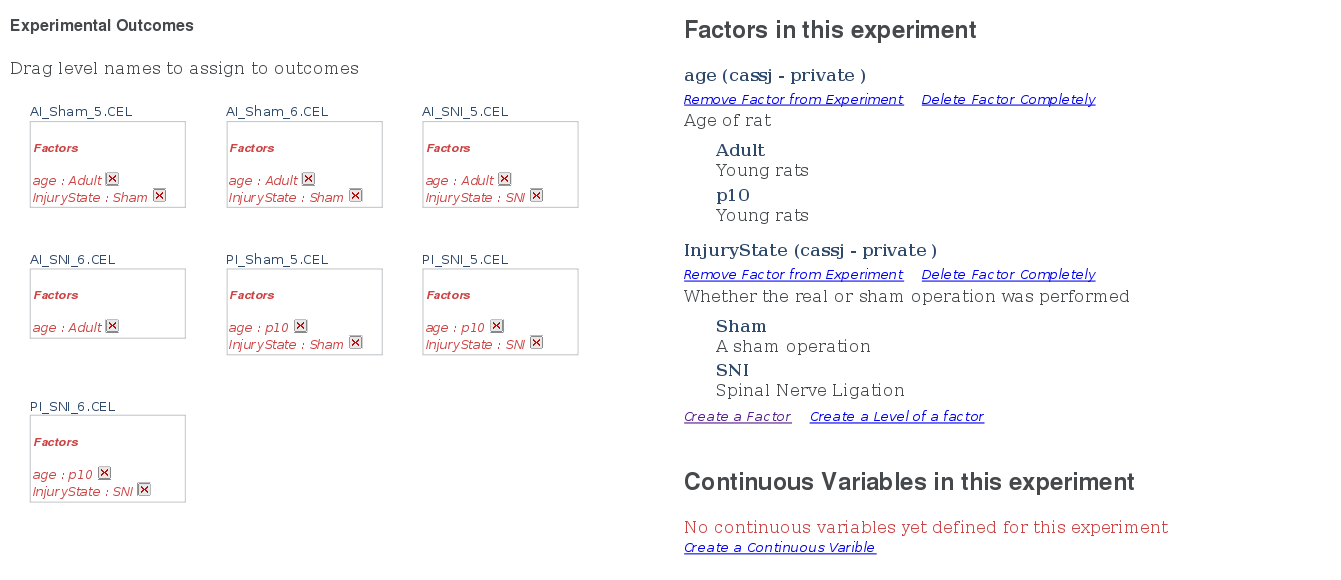 Experimental Outcomes
Drag level names to assign to outcomes
AI_Sham_5.CEL
Factors
age : Adult
InjuryState : Sham
AI_Sham_6.CEL
Factors
age : Adult
InjuryState : Sham
AI_SNI_5.CEL
Factors
age : Adult
InjuryState : SNI
AI_SNI_6.CEL
Factors
age : Adult
PI_Sham_5.CEL
Factors
age : p10
InjuryState : Sham
PI_SNI_5.CEL
Factors
age : p10
InjuryState : SNI
PI_SNI_6.CEL
Factors
age : p10
InjuryState : SNI
Factors in this experiment
age (cassj - private )
Remove Factor from Experiment Delete Factor Completely
Age of rat
Adult
Young rats
p10
Young rats
InjuryState (cassj - private )
Remove Factor from Experiment Delete Factor Completely
Whether the real or sham operation was performed
Sham
A sham operation
SNI
Spinal Nerve Ligation
Create a Factor Create a Level of a factor
Continuous Variables in this experiment
No continuous variables yet defined for this experiment
Create a Continuous Varible